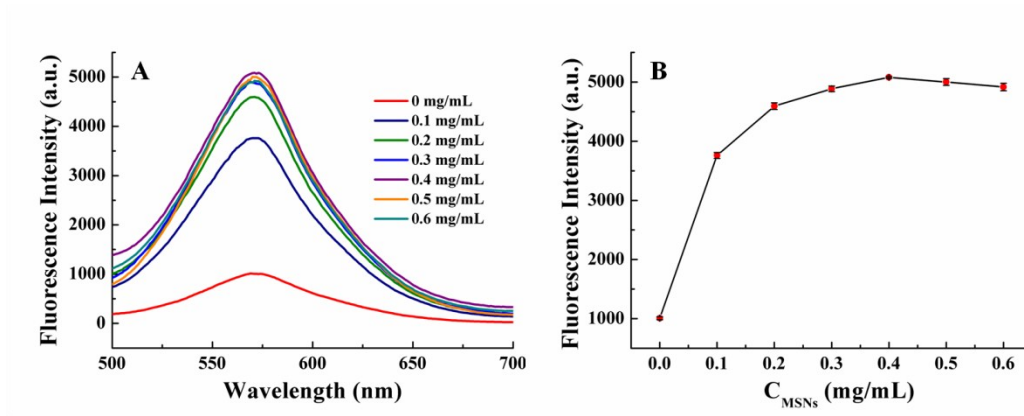 A
Fluorescence Intensity (a.u.)
5000
4000
3000
2000
1000
0
500
550
600
650
700
Wavelength (nm)
0 mg/mL
0.1 mg/mL
0.2 mg/mL
0.3 mg/mL
0.4 mg/mL
0.5 mg/mL
0.6 mg/mL
B
Fluorescence Intensity (a.u.)
5000
4000
3000
2000
1000
0.0
0.1
0.2
0.3
0.4
0.5
0.6
C MSNs (mg/mL)